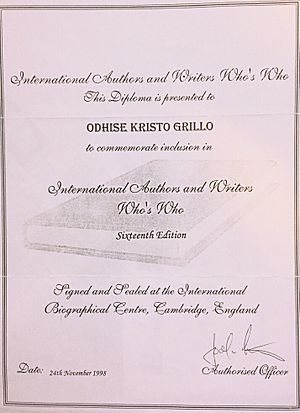 International Authors and Writers Who's Who
This Diploma is presented to
ODHISE KRISTO GRILLO
to commemorate inclusion in
International Authors and Writers
Who's Who
Sixteenth Edition
Signed and Sealed at the International
Biographical Centre, Cambridge, England
Date: 24th November 1998
Authorised Officer